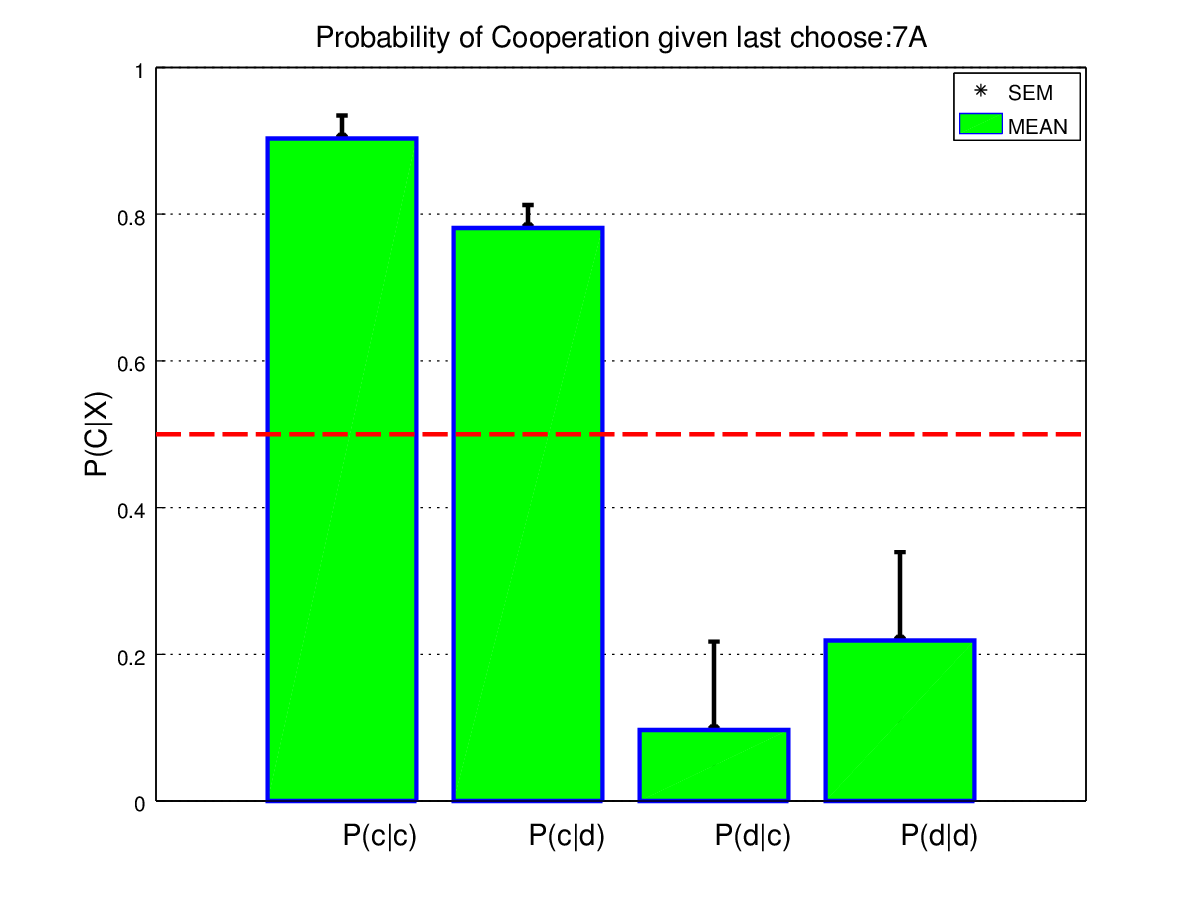 Probability of Cooperation given last choose:7A
1
SEM
MEAN
0.8
0.6
P(C|X)
0.4
0.2
0
P(c|c) P(c|d) P(d|c) P(d|d)